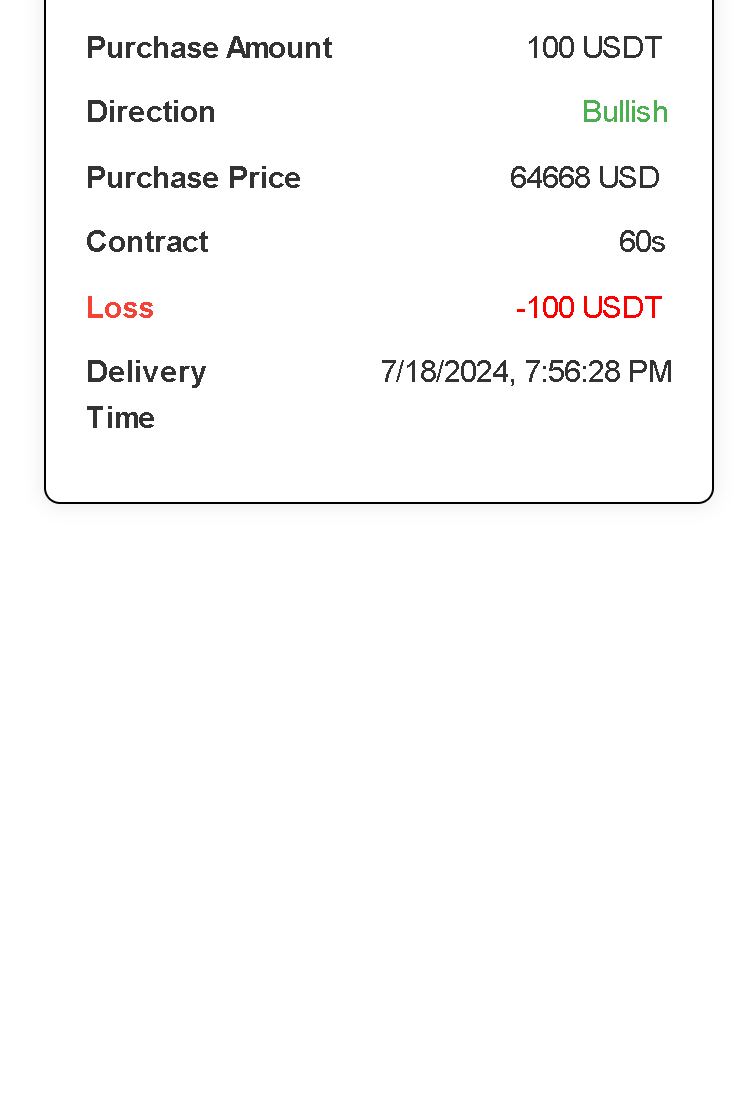 Purchase Amount 100 USDT
Direction Bullish
Purchase Price 64668 USD
Contract 60s
Loss -100 USDT
Delivery 7/18/2024, 7:56:28 PM
Time